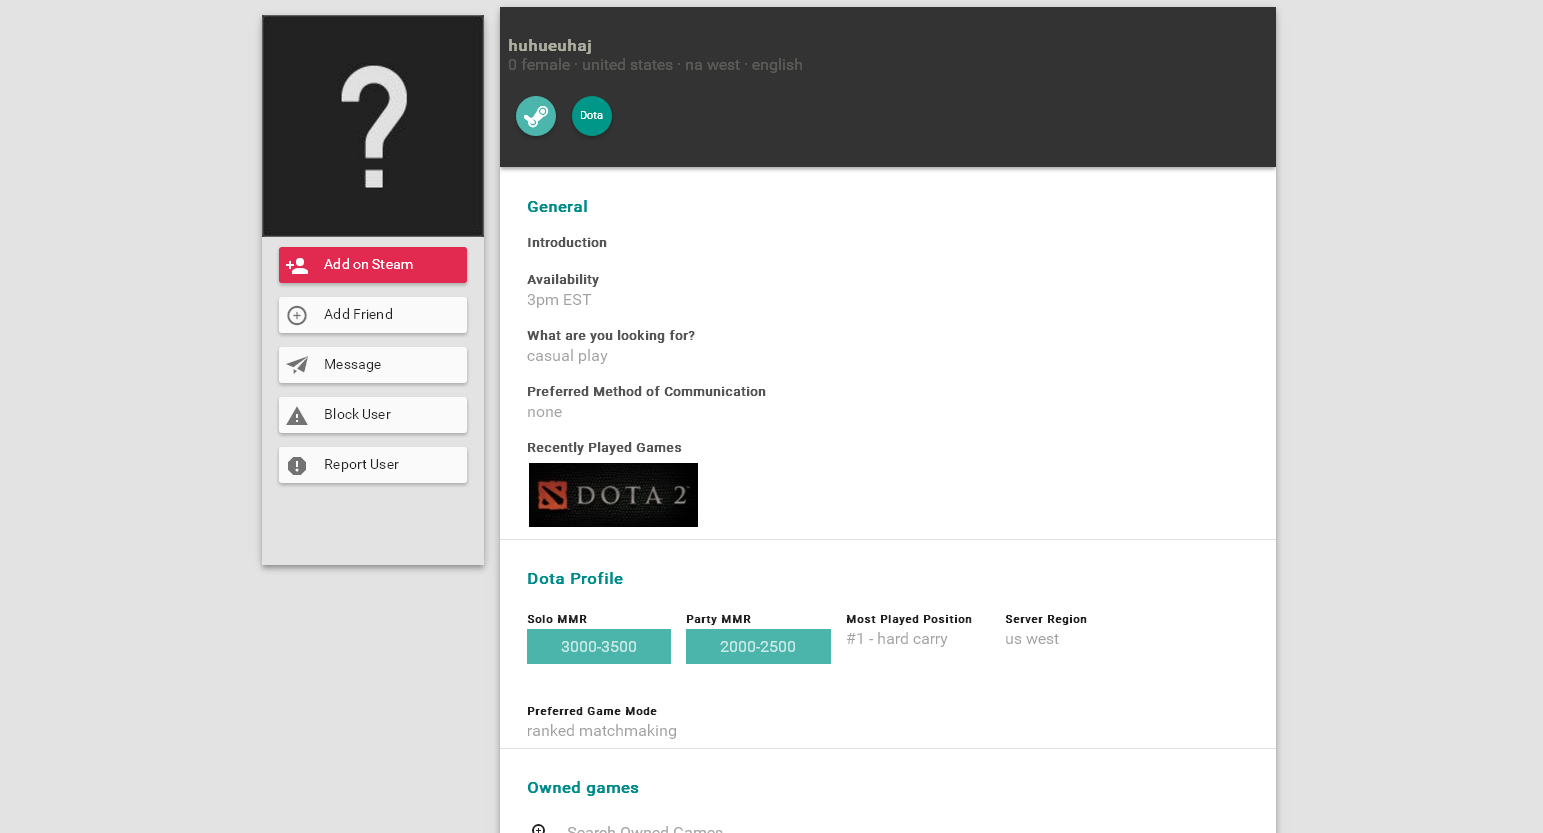 huhueuhaj
0 female · united states · na west · english
Dota
Add on Steam
Add Friend
Message
Block User
Report User
General
Introduction
Availability
3pm EST
What are you looking for?
casual play
Preferred Method of Communication
none
Recently Played Games
DOTA 2
Dota Profile
Solo MMR
3000-3500
Party MMR
2000-2500
Most Played Position
#1 - hard carry
Server Region
us west
Preferred Game Mode
ranked matchmaking
Owned games
Search Owned Games